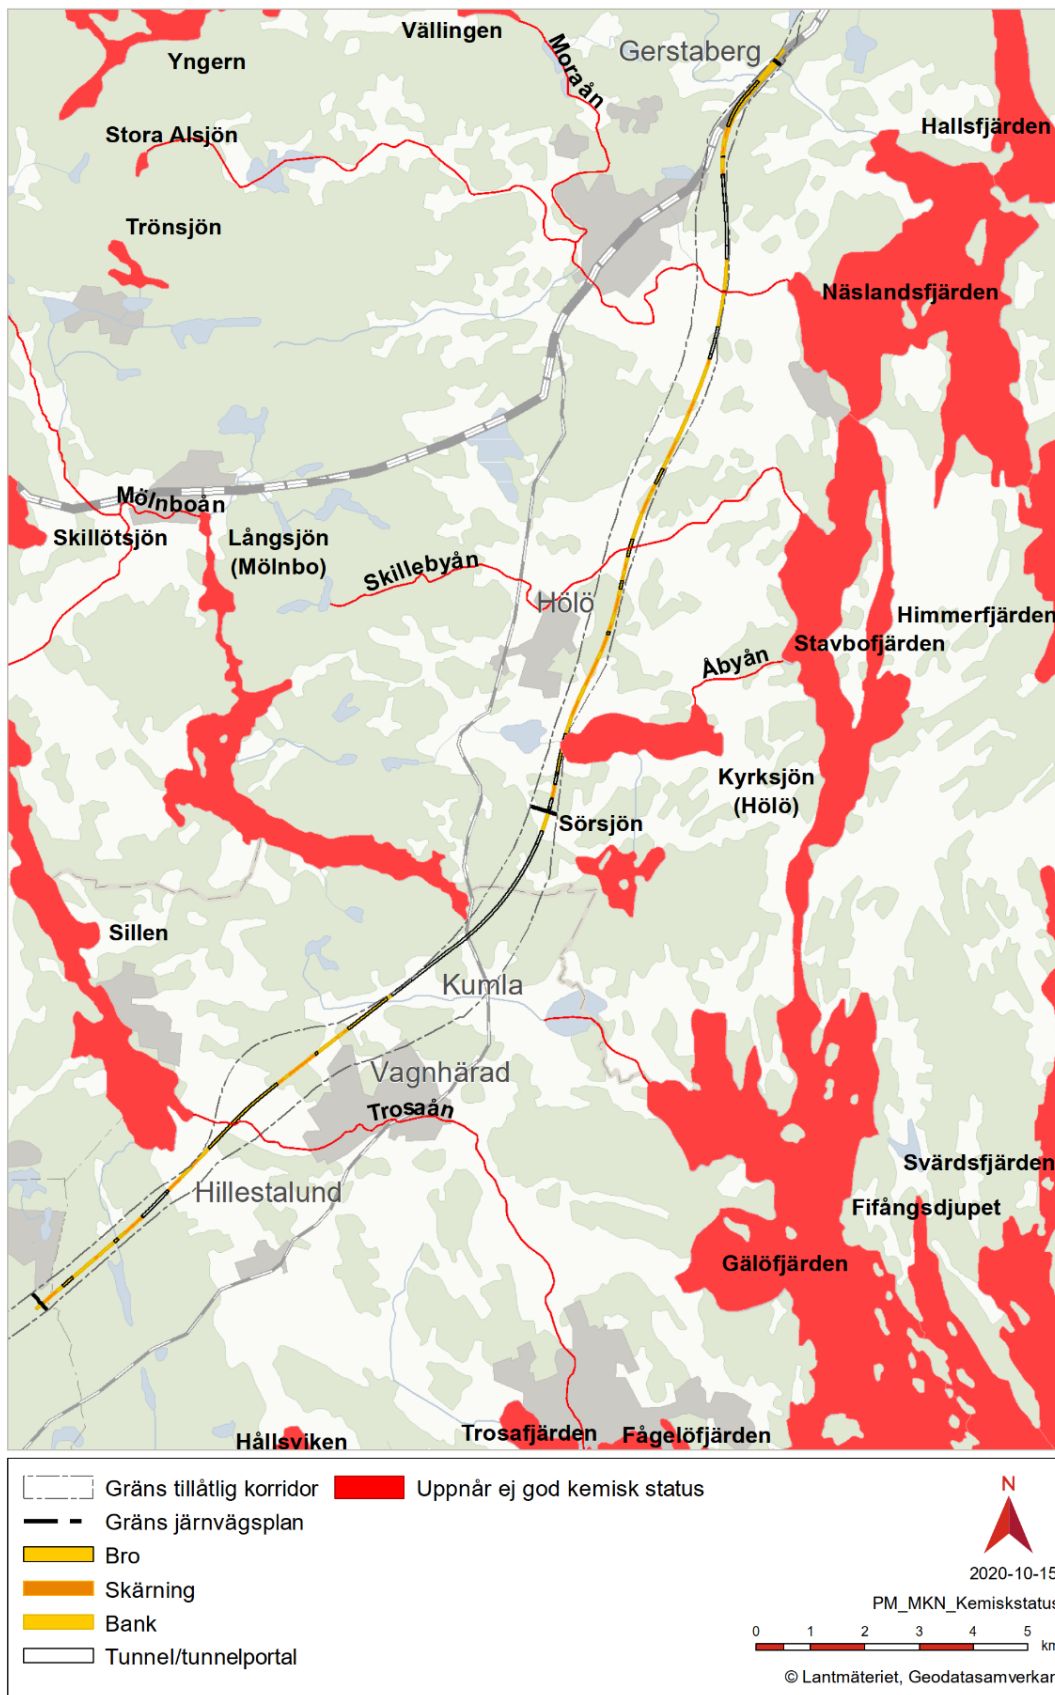 Vällingen
Yngern
Moraån
Gerstaberg
Stora Alsjön
Hallsfjärden
Trönsjön
Näslandsfjärden
Mölnboån
Skillötsjön
Långsjön
(Mölnbo)
Skillebyån
Hölö
Himmerfjärden
Stavbofjärden
Åbyån
Kyrksjön
(Hölö)
Sörsjön
Sillen
Kumla
Vagnhärad
Trosaån
Hillestalund
Svärdsfjärden
Fifångsdjupet
Gälöfjärden
Hållsviken
Trosafjärden
Fågelöfjärden
Gräns tillåtlig korridor
Uppnår ej god kemisk status
Gräns järnvägsplan
Bro
Skärning
Bank
Tunnel/tunnelportal
N
2020-10-15
PM_MKN_Kemiskstatus
0 1 2 3 4 5 km
© Lantmäteriet, Geodatasamverkan